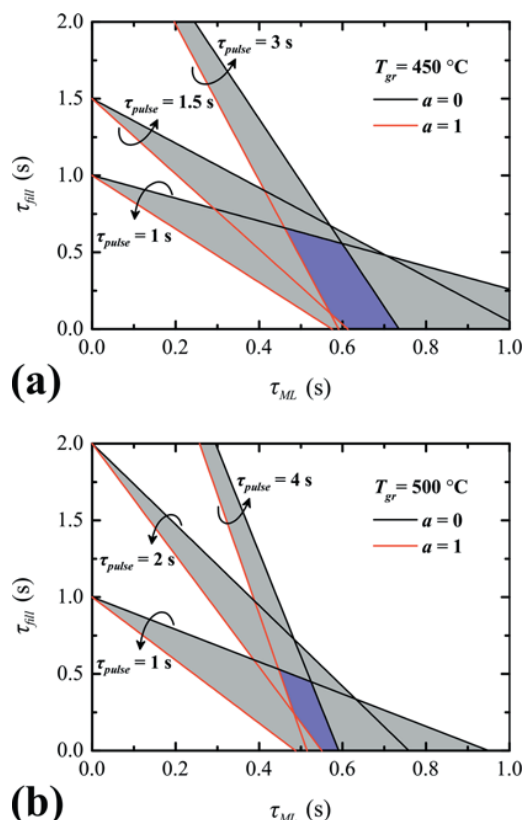 2.0
1.5
1.0
0.5
0.0
τfill (s)
τpulse = 3 s
τpulse = 1.5 s
τpulse = 1 s
Tgr = 450 °C
a = 0
a = 1
0.0 0.2 0.4 0.6 0.8 1.0
τML (s)
(a)
2.0
1.5
1.0
0.5
0.0
τfill (s)
τpulse = 4 s
τpulse = 2 s
τpulse = 1 s
Tgr = 500 °C
a = 0
a = 1
0.0 0.2 0.4 0.6 0.8 1.0
τML (s)
(b)